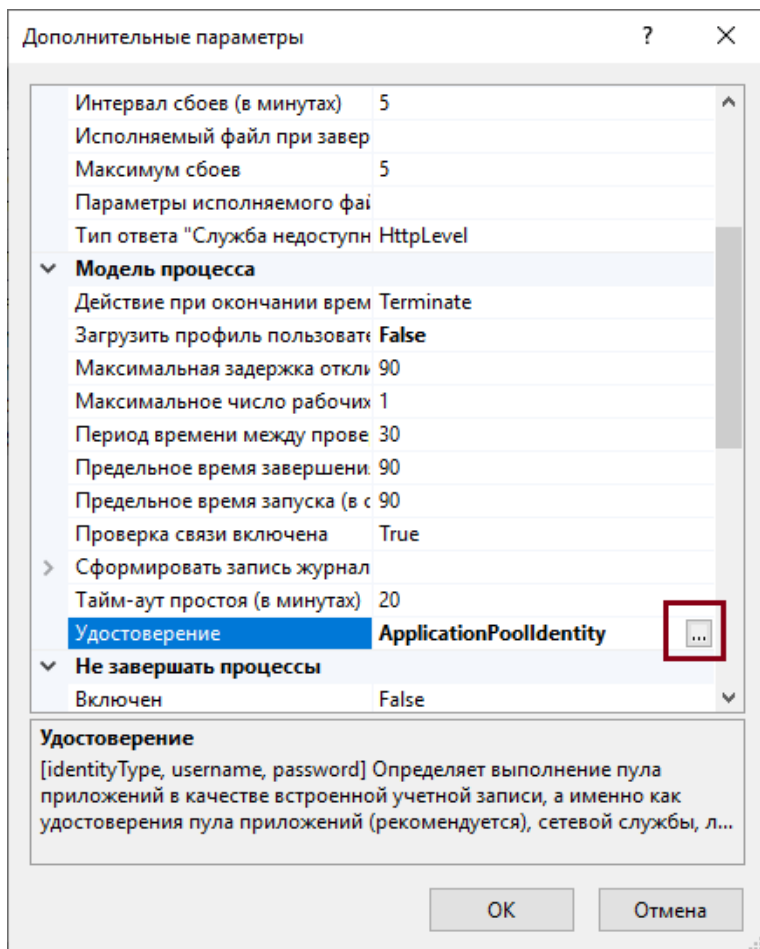 Дополнительные параметры ? ×
Интервал сбоев (в минутах) 5
Исполняемый файл при завер
Максимум сбоев 5
Параметры исполняемого фай
Тип ответа "Служба недоступн HttpLevel
Модель процесса
Действие при окончании врем Terminate
Загрузить профиль пользовате False
Максимальная задержка откли 90
Максимальное число рабочих 1
Период времени между прове 30
Предельное время завершени 90
Предельное время запуска (в с 90
Проверка связи включена True
Сформировать запись журнал
Тайм-аут простоя (в минутах) 20
Удостоверение ApplicationPoolIdentity ...
Не завершать процессы
Включен False
Удостоверение
[identityType, username, password] Определяет выполнение пула
приложений в качестве встроенной учетной записи, а именно как
удостоверения пула приложений (рекомендуется), сетевой службы, л...
ОК Отмена